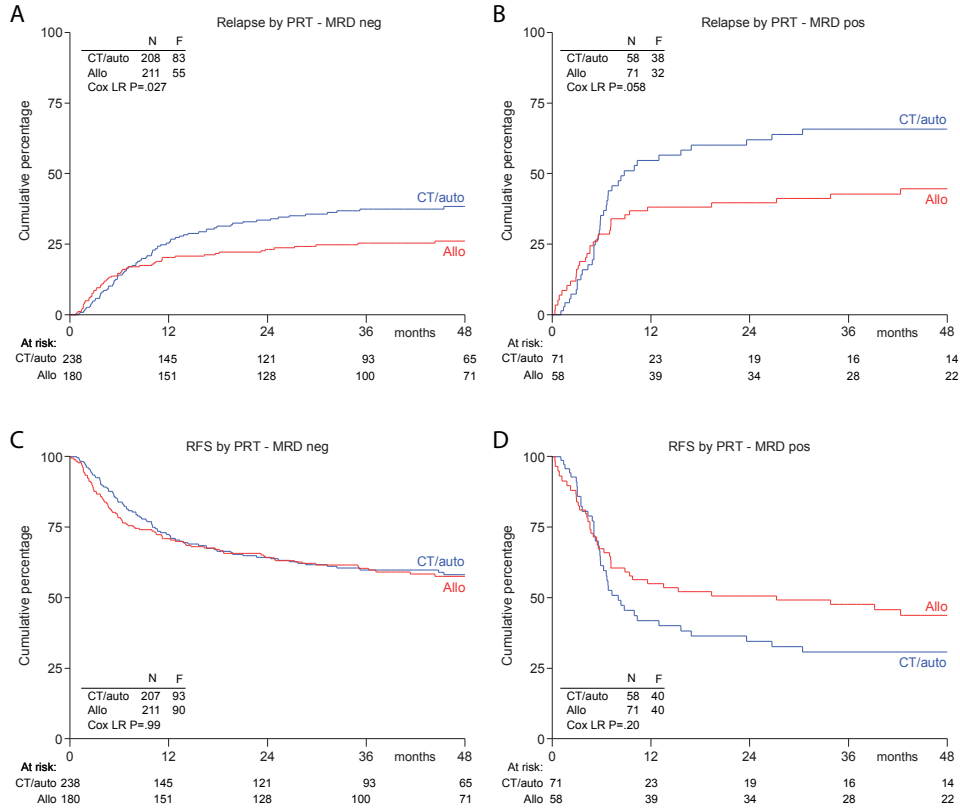 A
Relapse by PRT - MRD neg
100
75
50
25
0
Cumulative percentage
N F
CT/auto 208 83
Allo 211 55
Cox LR P=.027
CT/auto
Allo
0 12 24 36 months 48
At risk:
CT/auto 238 145 121 93 65
Allo 180 151 128 100 71
B
Relapse by PRT - MRD pos
100
75
50
25
0
Cumulative percentage
N F
CT/auto 58 38
Allo 71 32
Cox LR P=.058
CT/auto
Allo
0 12 24 36 months 48
At risk:
CT/auto 71 23 19 16 14
Allo 58 39 34 28 22
C
RFS by PRT - MRD neg
100
75
50
25
0
Cumulative percentage
CT/auto
Allo
N F
CT/auto 207 93
Allo 211 90
Cox LR P=.99
0 12 24 36 months 48
At risk:
CT/auto 238 145 121 93 65
Allo 180 151 128 100 71
D
RFS by PRT - MRD pos
100
75
50
25
0
Cumulative percentage
Allo
CT/auto
N F
CT/auto 58 40
Allo 71 40
Cox LR P=.20
0 12 24 36 months 48
At risk:
CT/auto 71 23 19 16 14
Allo 58 39 34 28 22